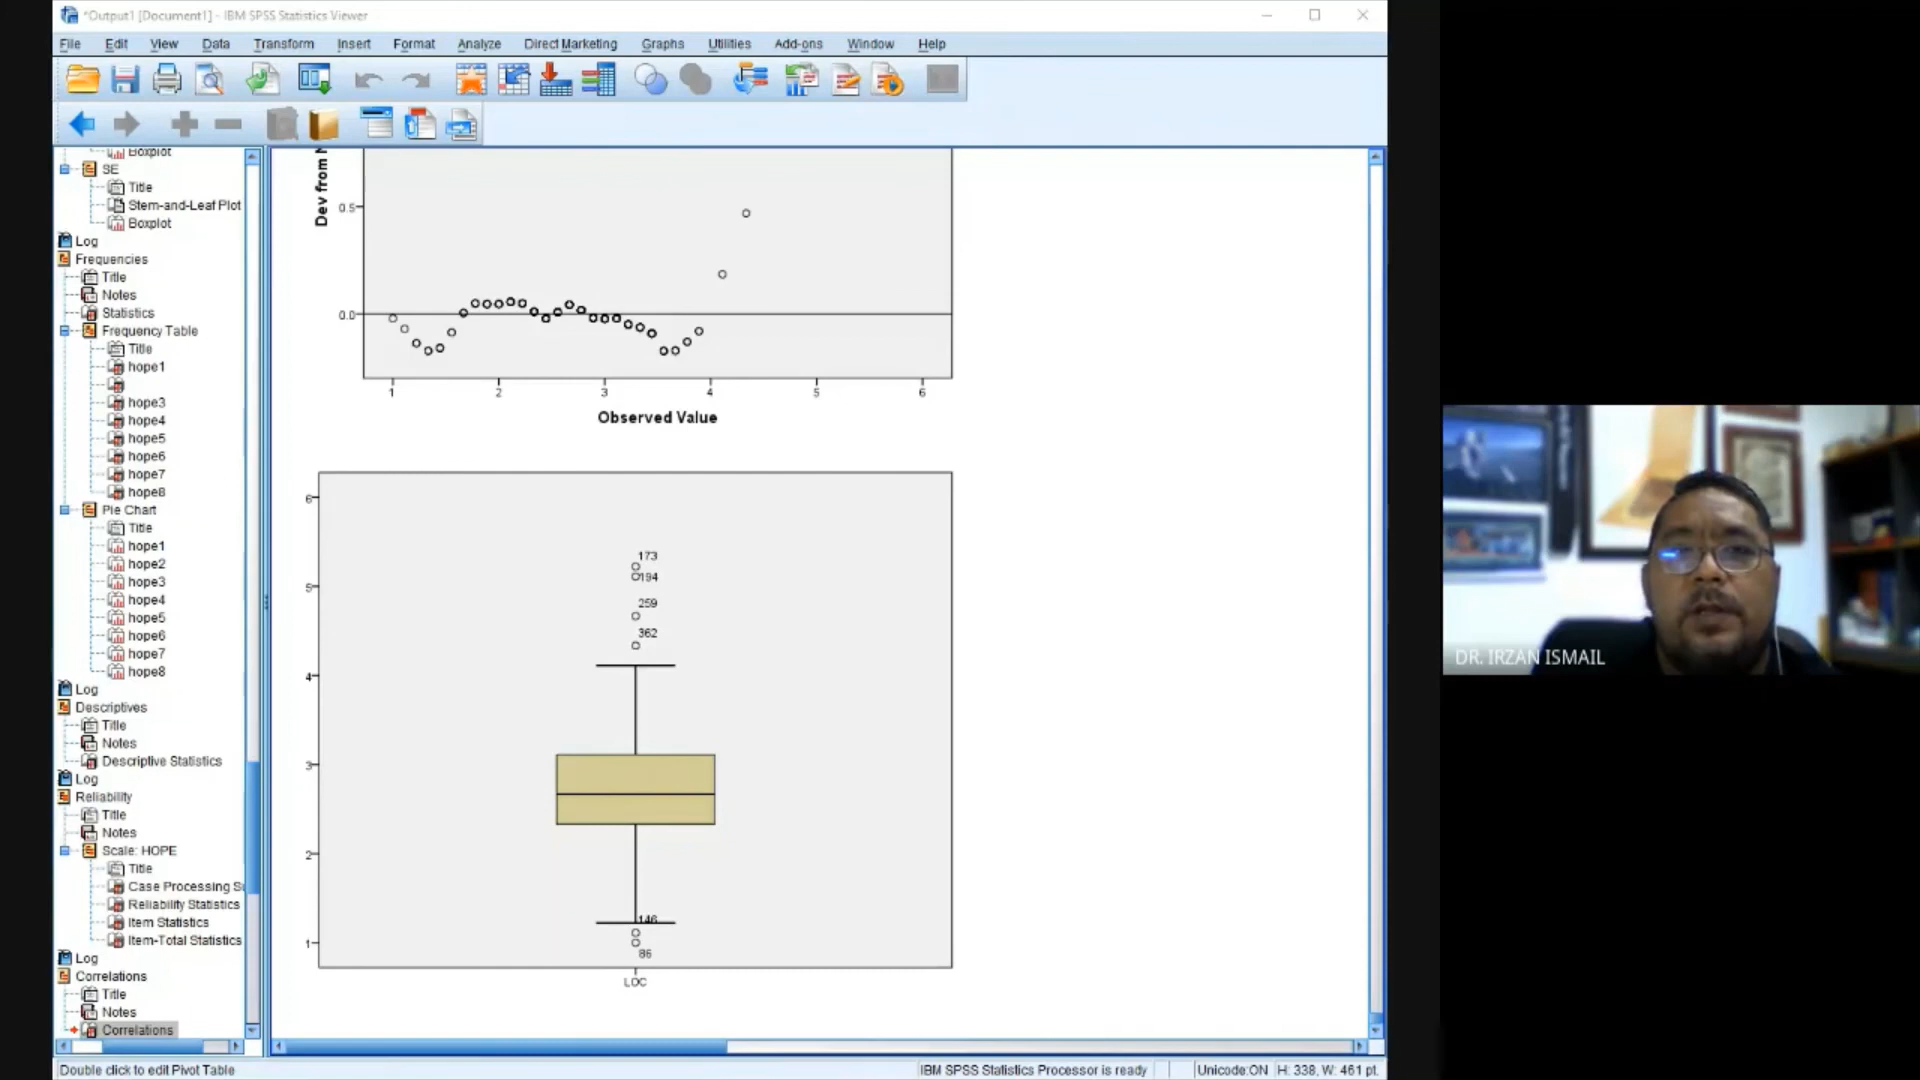 *Output1 [Document1] - IBM SPSS Statistics Viewer
File Edit View Data Transform Insert Format Analyze Direct Marketing Graphs Utilities Add-ons Window Help
Boxplot
SE
Title
Stem-and-Leaf Plot
Boxplot
Log
Frequencies
Title
Notes
Statistics
Frequency Table
Title
hope1
hope3
hope4
hope5
hope6
hope7
hope8
Pie Chart
Title
hope1
hope2
hope3
hope4
hope5
hope6
hope7
hope8
Log
Descriptives
Title
Notes
Descriptive Statistics
Log
Reliability
Title
Notes
Scale: HOPE
Title
Case Processing
Reliability Statistics
Item Statistics
Item-Total Statistics
Log
Correlations
Title
Notes
Correlations
Dev from
0.5
0.0
1 2 3 4 5 6
Observed Value
6
5
4
3
2
1
173
194
259
362
146
86
LOC
DR. IRZAN ISMAIL
Double click to edit Pivot Table
IBM SPSS Statistics Processor is ready
Unicode:ON H: 338, W: 461 pt.